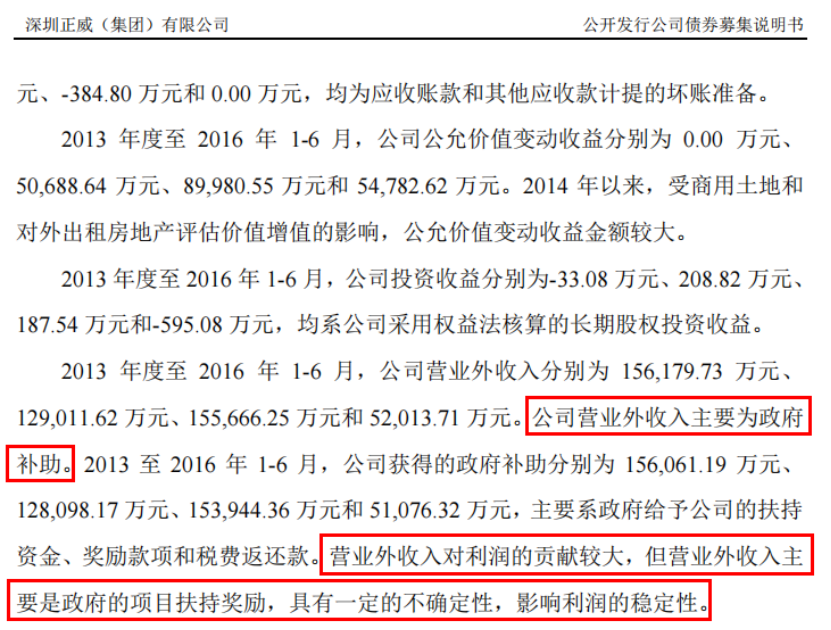 深圳正威（集团）有限公司 公开发行公司债券募集说明书
元、-384.80 万元和 0.00 万元，均为应收账款和其他应收款计提的坏账准备。
2013 年度至 2016 年 1-6 月，公司公允价值变动收益分别为 0.00 万元、
50,688.64 万元、89,980.55 万元和 54,782.62 万元。2014 年以来，受商用土地和
对外出租房地产评估价值增值的影响，公允价值变动收益金额较大。
2013 年度至 2016 年 1-6 月，公司投资收益分别为-33.08 万元、208.82 万元、
187.54 万元和-595.08 万元，均系公司采用权益法核算的长期股权投资收益。
2013 年度至 2016 年 1-6 月，公司营业外收入分别为 156,179.73 万元、
129,011.62 万元、155,666.25 万元和 52,013.71 万元。公司营业外收入主要为政府
补助。2013 至 2016 年 1-6 月，公司获得的政府补助分别为 156,061.19 万元、
128,098.17 万元、153,944.36 万元和 51,076.32 万元，主要系政府给予公司的扶持
资金、奖励款项和税费返还款。营业外收入对利润的贡献较大，但营业外收入主
要是政府的项目扶持奖励，具有一定的不确定性，影响利润的稳定性。